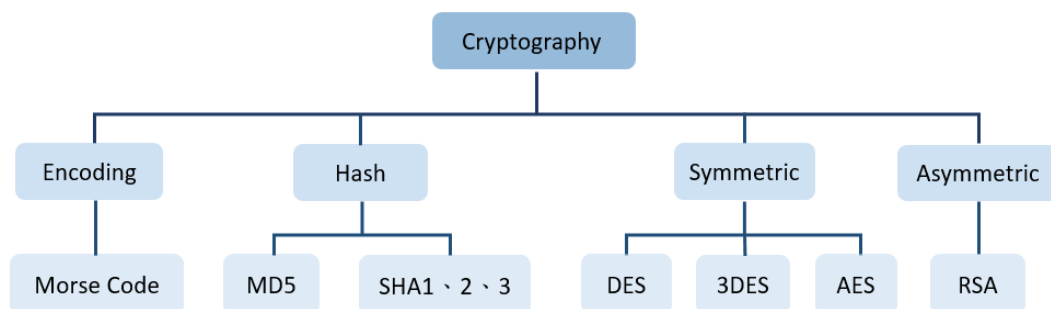 Cryptography
Encoding
Hash
Symmetric
Asymmetric
Morse Code
MD5
SHA1、2、3
DES
3DES
AES
RSA